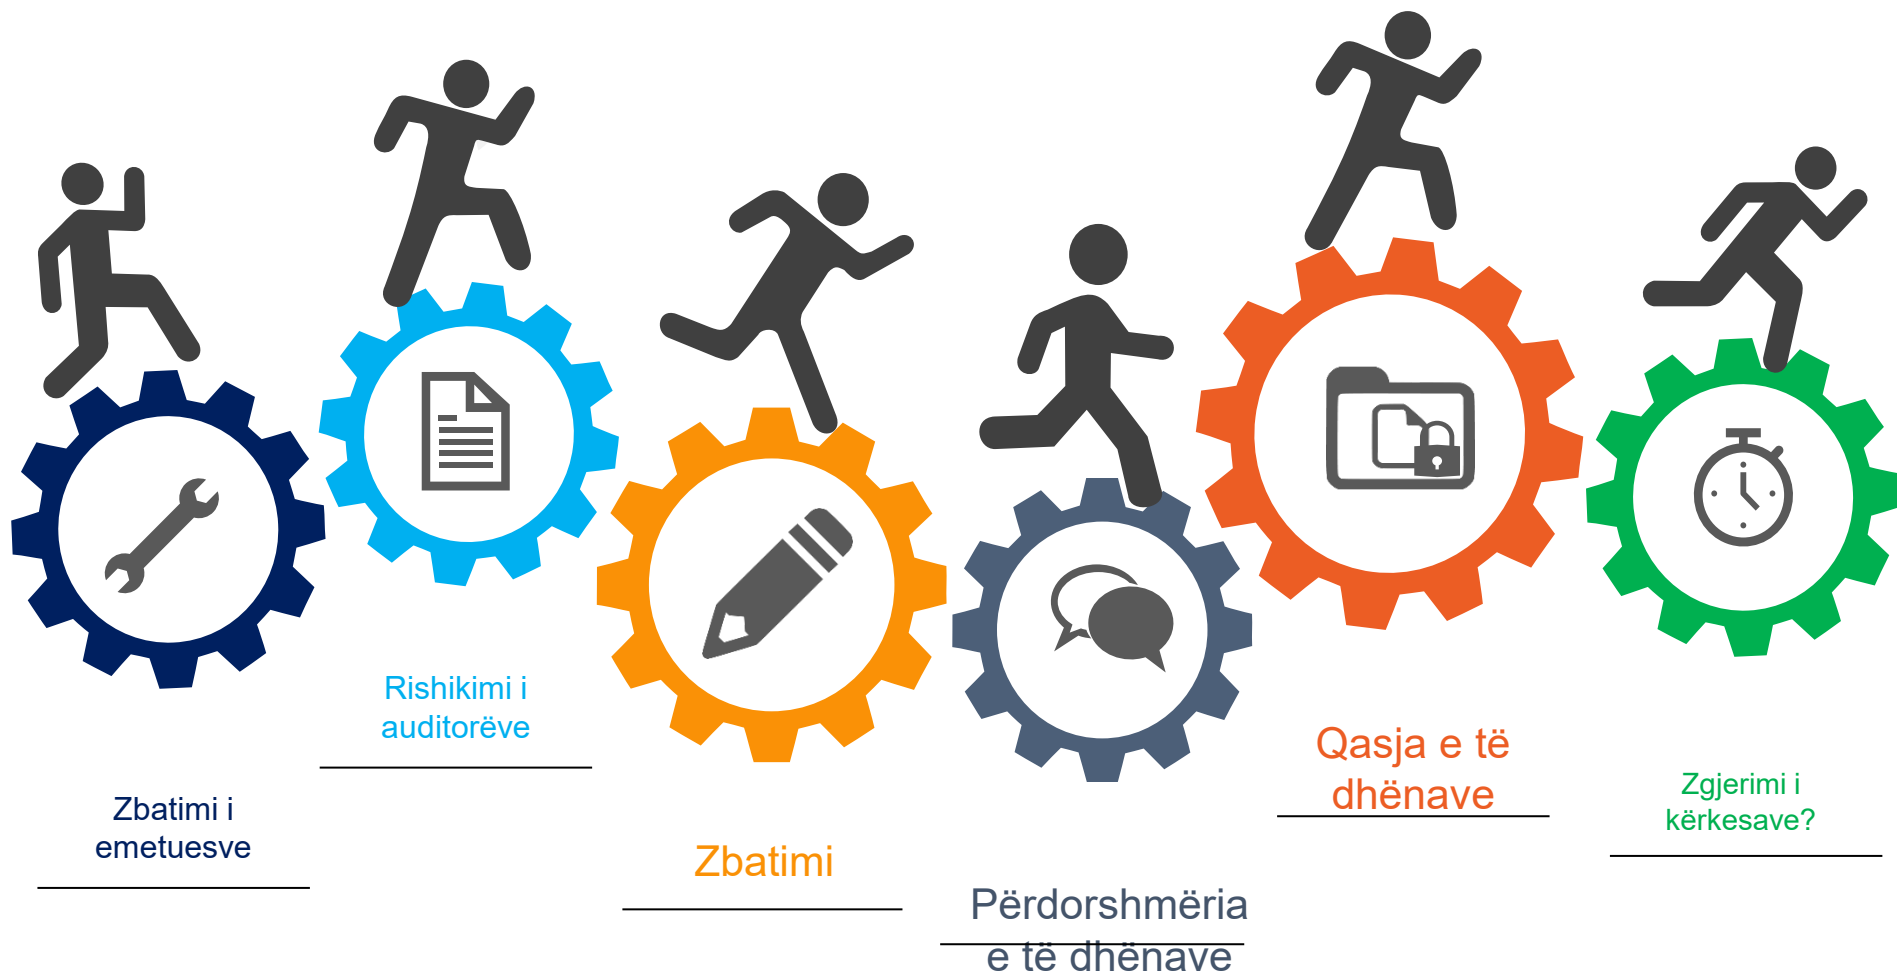 Zbatimi i
emetuesve
Rishikimi i
auditorëve
Zbatimi
Përdorshmëria
e të dhënave
Qasja e të
dhënave
Zgjerimi i
kërkesave?